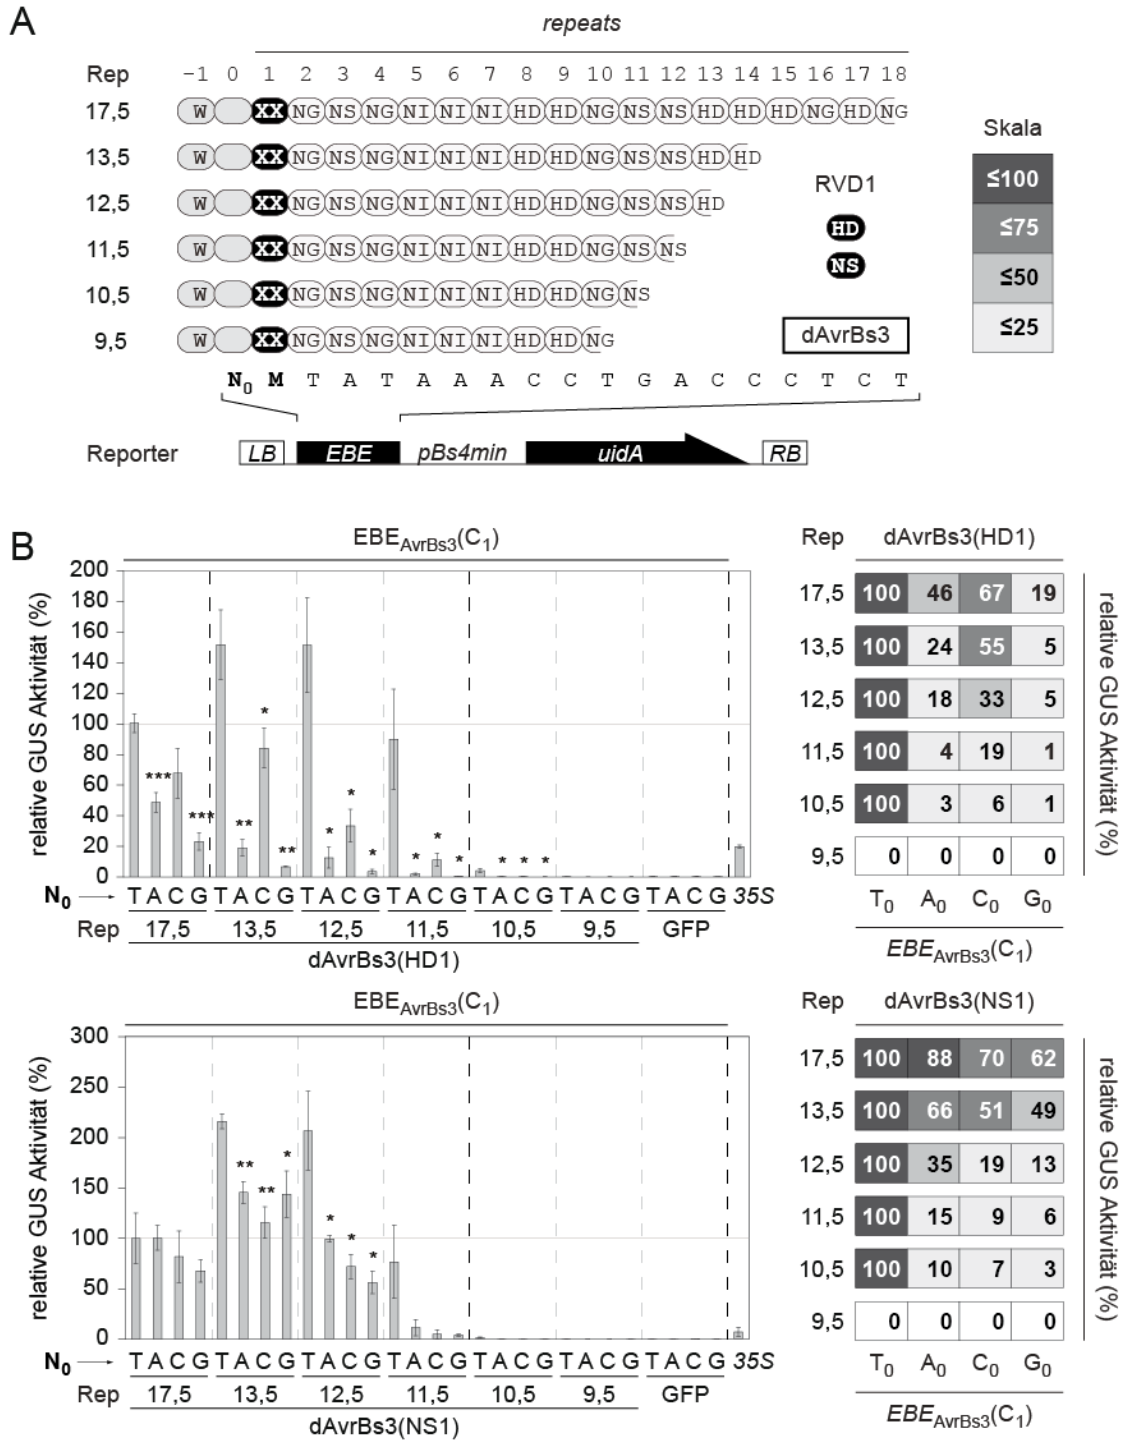 A
repeats
Rep -1 0 1 2 3 4 5 6 7 8 9 10 11 12 13 14 15 16 17 18
17,5 W XX NG NS NG NI NI NI HD HD NG NS NS HD HD HD NG HD NG
13,5 W XX NG NS NG NI NI NI HD HD NG NS NS HD HD
12,5 W XX NG NS NG NI NI NI HD HD NG NS NS HD
11,5 W XX NG NS NG NI NI NI HD HD NG NS NS
10,5 W XX NG NS NG NI NI NI HD HD NG NS
9,5 W XX NG NS NG NI NI NI HD HD NG
RVD1
HD
NS
dAvrBs3
Skala
≤100
≤75
≤50
≤25
N0 M T A T A A A C C T G A C C C T C T
Reporter LB EBE pBs4min uidA RB
B
EBEAvrBs3(C1)
relative GUS Aktivität (%)
200
180
160
140
120
100
80
60
40
20
0
*** *** ** * ** * * * * * * * * *
N0 T A C G T A C G T A C G T A C G T A C G T A C G T A C G 35S
Rep 17,5 13,5 12,5 11,5 10,5 9,5 GFP
dAvrBs3(HD1)
Rep dAvrBs3(HD1)
17,5 100 46 67 19
13,5 100 24 55 5
12,5 100 18 33 5
11,5 100 4 19 1
10,5 100 3 6 1
9,5 0 0 0 0
T0 A0 C0 G0
EBEAvrBs3(C1)
relative GUS Aktivität (%)
EBEAvrBs3(C1)
relative GUS Aktivität (%)
300
250
200
150
100
50
0
** ** * * * *
N0 T A C G T A C G T A C G T A C G T A C G T A C G T A C G 35S
Rep 17,5 13,5 12,5 11,5 10,5 9,5 GFP
dAvrBs3(NS1)
Rep dAvrBs3(NS1)
17,5 100 88 70 62
13,5 100 66 51 49
12,5 100 35 19 13
11,5 100 15 9 6
10,5 100 10 7 3
9,5 0 0 0 0
T0 A0 C0 G0
EBEAvrBs3(C1)
relative GUS Aktivität (%)